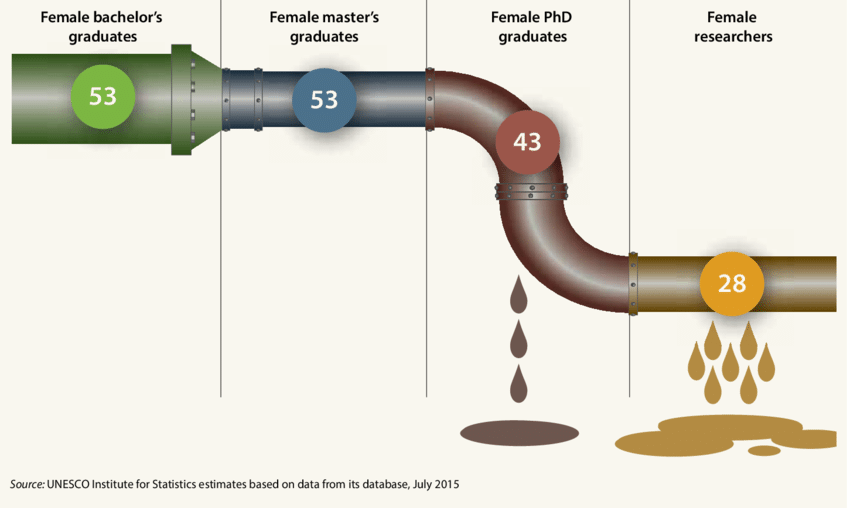 Female bachelor's
graduates
Female master's
graduates
Female PhD
graduates
Female
researchers
53
53
43
28
Source: UNESCO Institute for Statistics estimates based on data from its database, July 2015